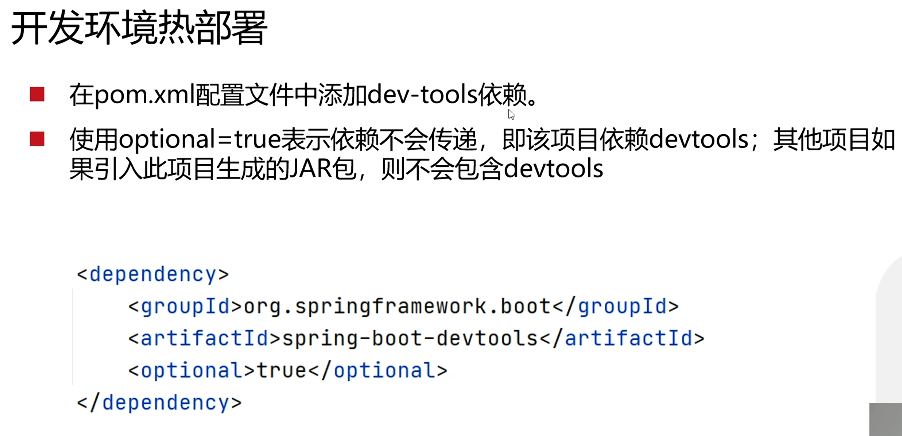 开发环境热部署
在pom.xml配置文件中添加dev-tools依赖。
使用optional=true表示依赖不会传递，即该项目依赖devtools；其他项目如
果引入此项目生成的JAR包，则不会包含devtools
<dependency>
    <groupId>org.springframework.boot</groupId>
    <artifactId>spring-boot-devtools</artifactId>
    <optional>true</optional>
</dependency>